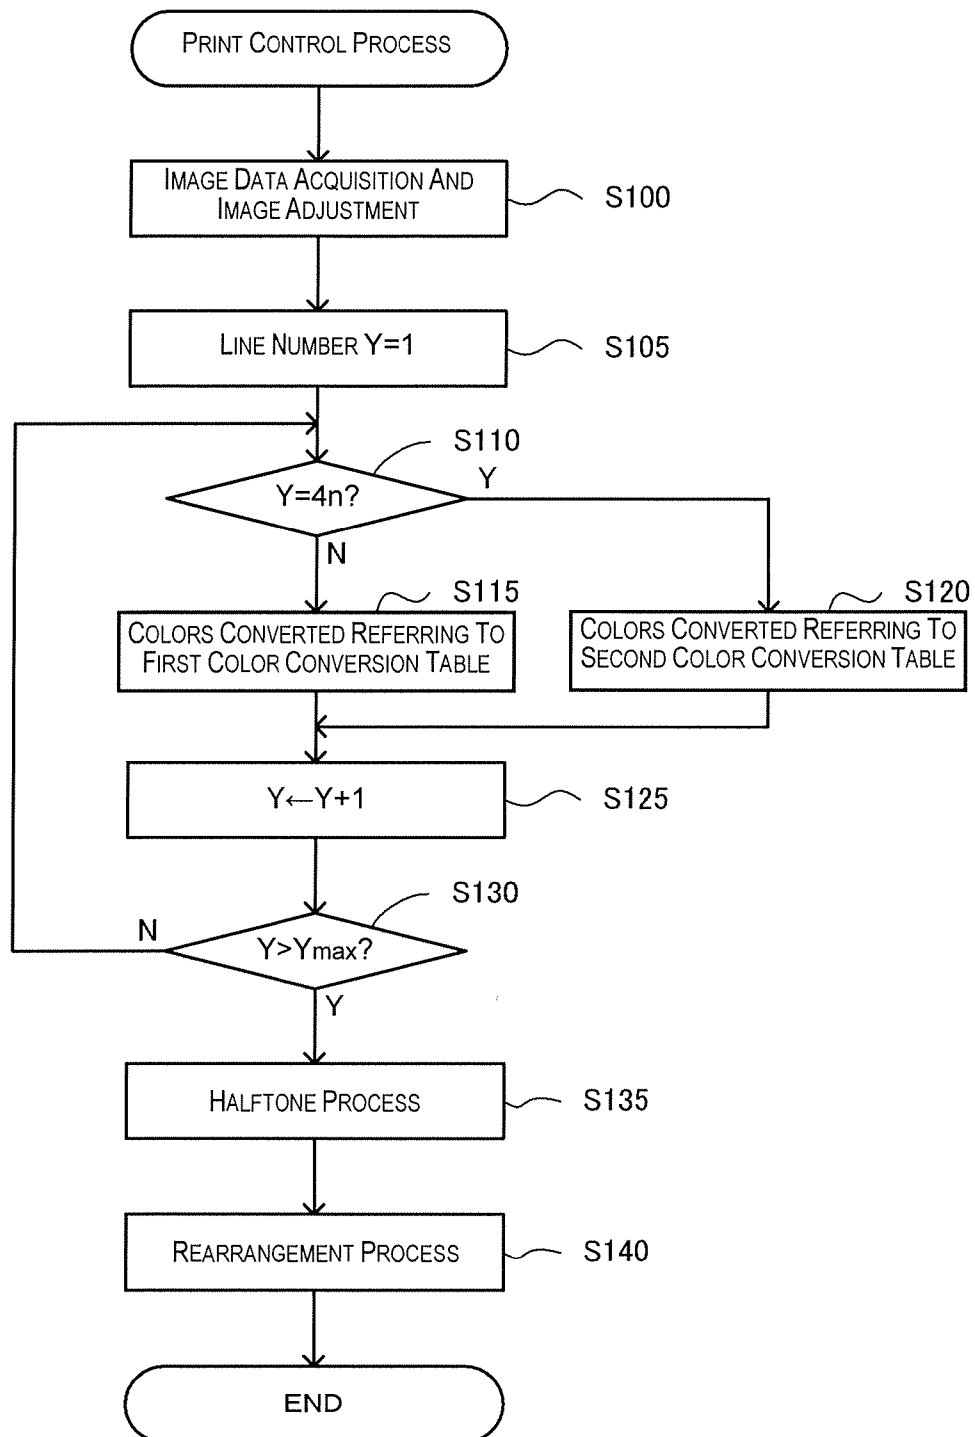 PRINT CONTROL PROCESS
IMAGE DATA ACQUISITION AND
IMAGE ADJUSTMENT
S100
LINE NUMBER Y=1
S105
S110
Y=4n?
Y
N
S115
COLORS CONVERTED REFERRING TO
FIRST COLOR CONVERSION TABLE
S120
COLORS CONVERTED REFERRING TO
SECOND COLOR CONVERSION TABLE
Y←Y+1
S125
S130
N
Y>Ymax?
Y
HALFTONE PROCESS
S135
REARRANGEMENT PROCESS
S140
END